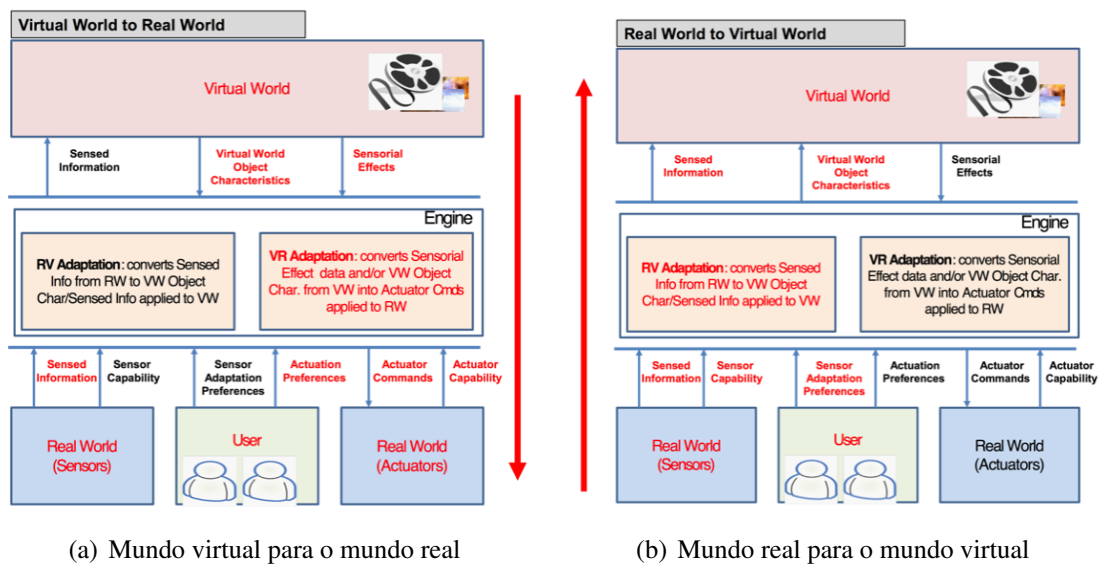 Virtual World to Real World
Virtual World
Sensed
Information
Virtual World
Object
Characteristics
Sensorial
Effects
Engine
RV Adaptation: converts Sensed
Info from RW to VW Object
Char/Sensed Info applied to VW
VR Adaptation: converts Sensorial
Effect data and/or VW Object
Char. from VW into Actuator Cmds
applied to RW
Sensed
Information
Sensor
Capability
Sensor
Adaptation
Preferences
Actuation
Preferences
Actuator
Commands
Actuator
Capability
Real World
(Sensors)
User
Real World
(Actuators)
(a) Mundo virtual para o mundo real
Real World to Virtual World
Virtual World
Sensed
Information
Virtual World
Object
Characteristics
Sensorial
Effects
Engine
RV Adaptation: converts Sensed
Info from RW to VW Object
Char/Sensed Info applied to VW
VR Adaptation: converts Sensorial
Effect data and/or VW Object Char.
from VW into Actuator Cmds
applied to RW
Sensed
Information
Sensor
Capability
Sensor
Adaptation
Preferences
Actuation
Preferences
Actuator
Commands
Actuator
Capability
Real World
(Sensors)
User
Real World
(Actuators)
(b) Mundo real para o mundo virtual